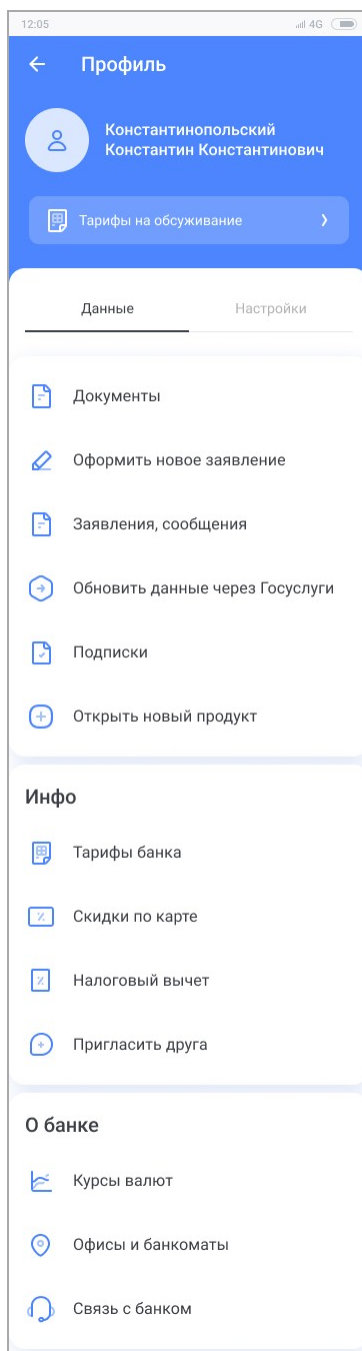 12:05
4G
Профиль
Константинопольский
Константин Константинович
Тарифы на обсуживание
Данные
Настройки
Документы
Оформить новое заявление
Заявления, сообщения
Обновить данные через Госуслуги
Подписки
Открыть новый продукт
Инфо
Тарифы банка
Скидки по карте
Налоговый вычет
Пригласить друга
О банке
Курсы валют
Офисы и банкоматы
Связь с банком